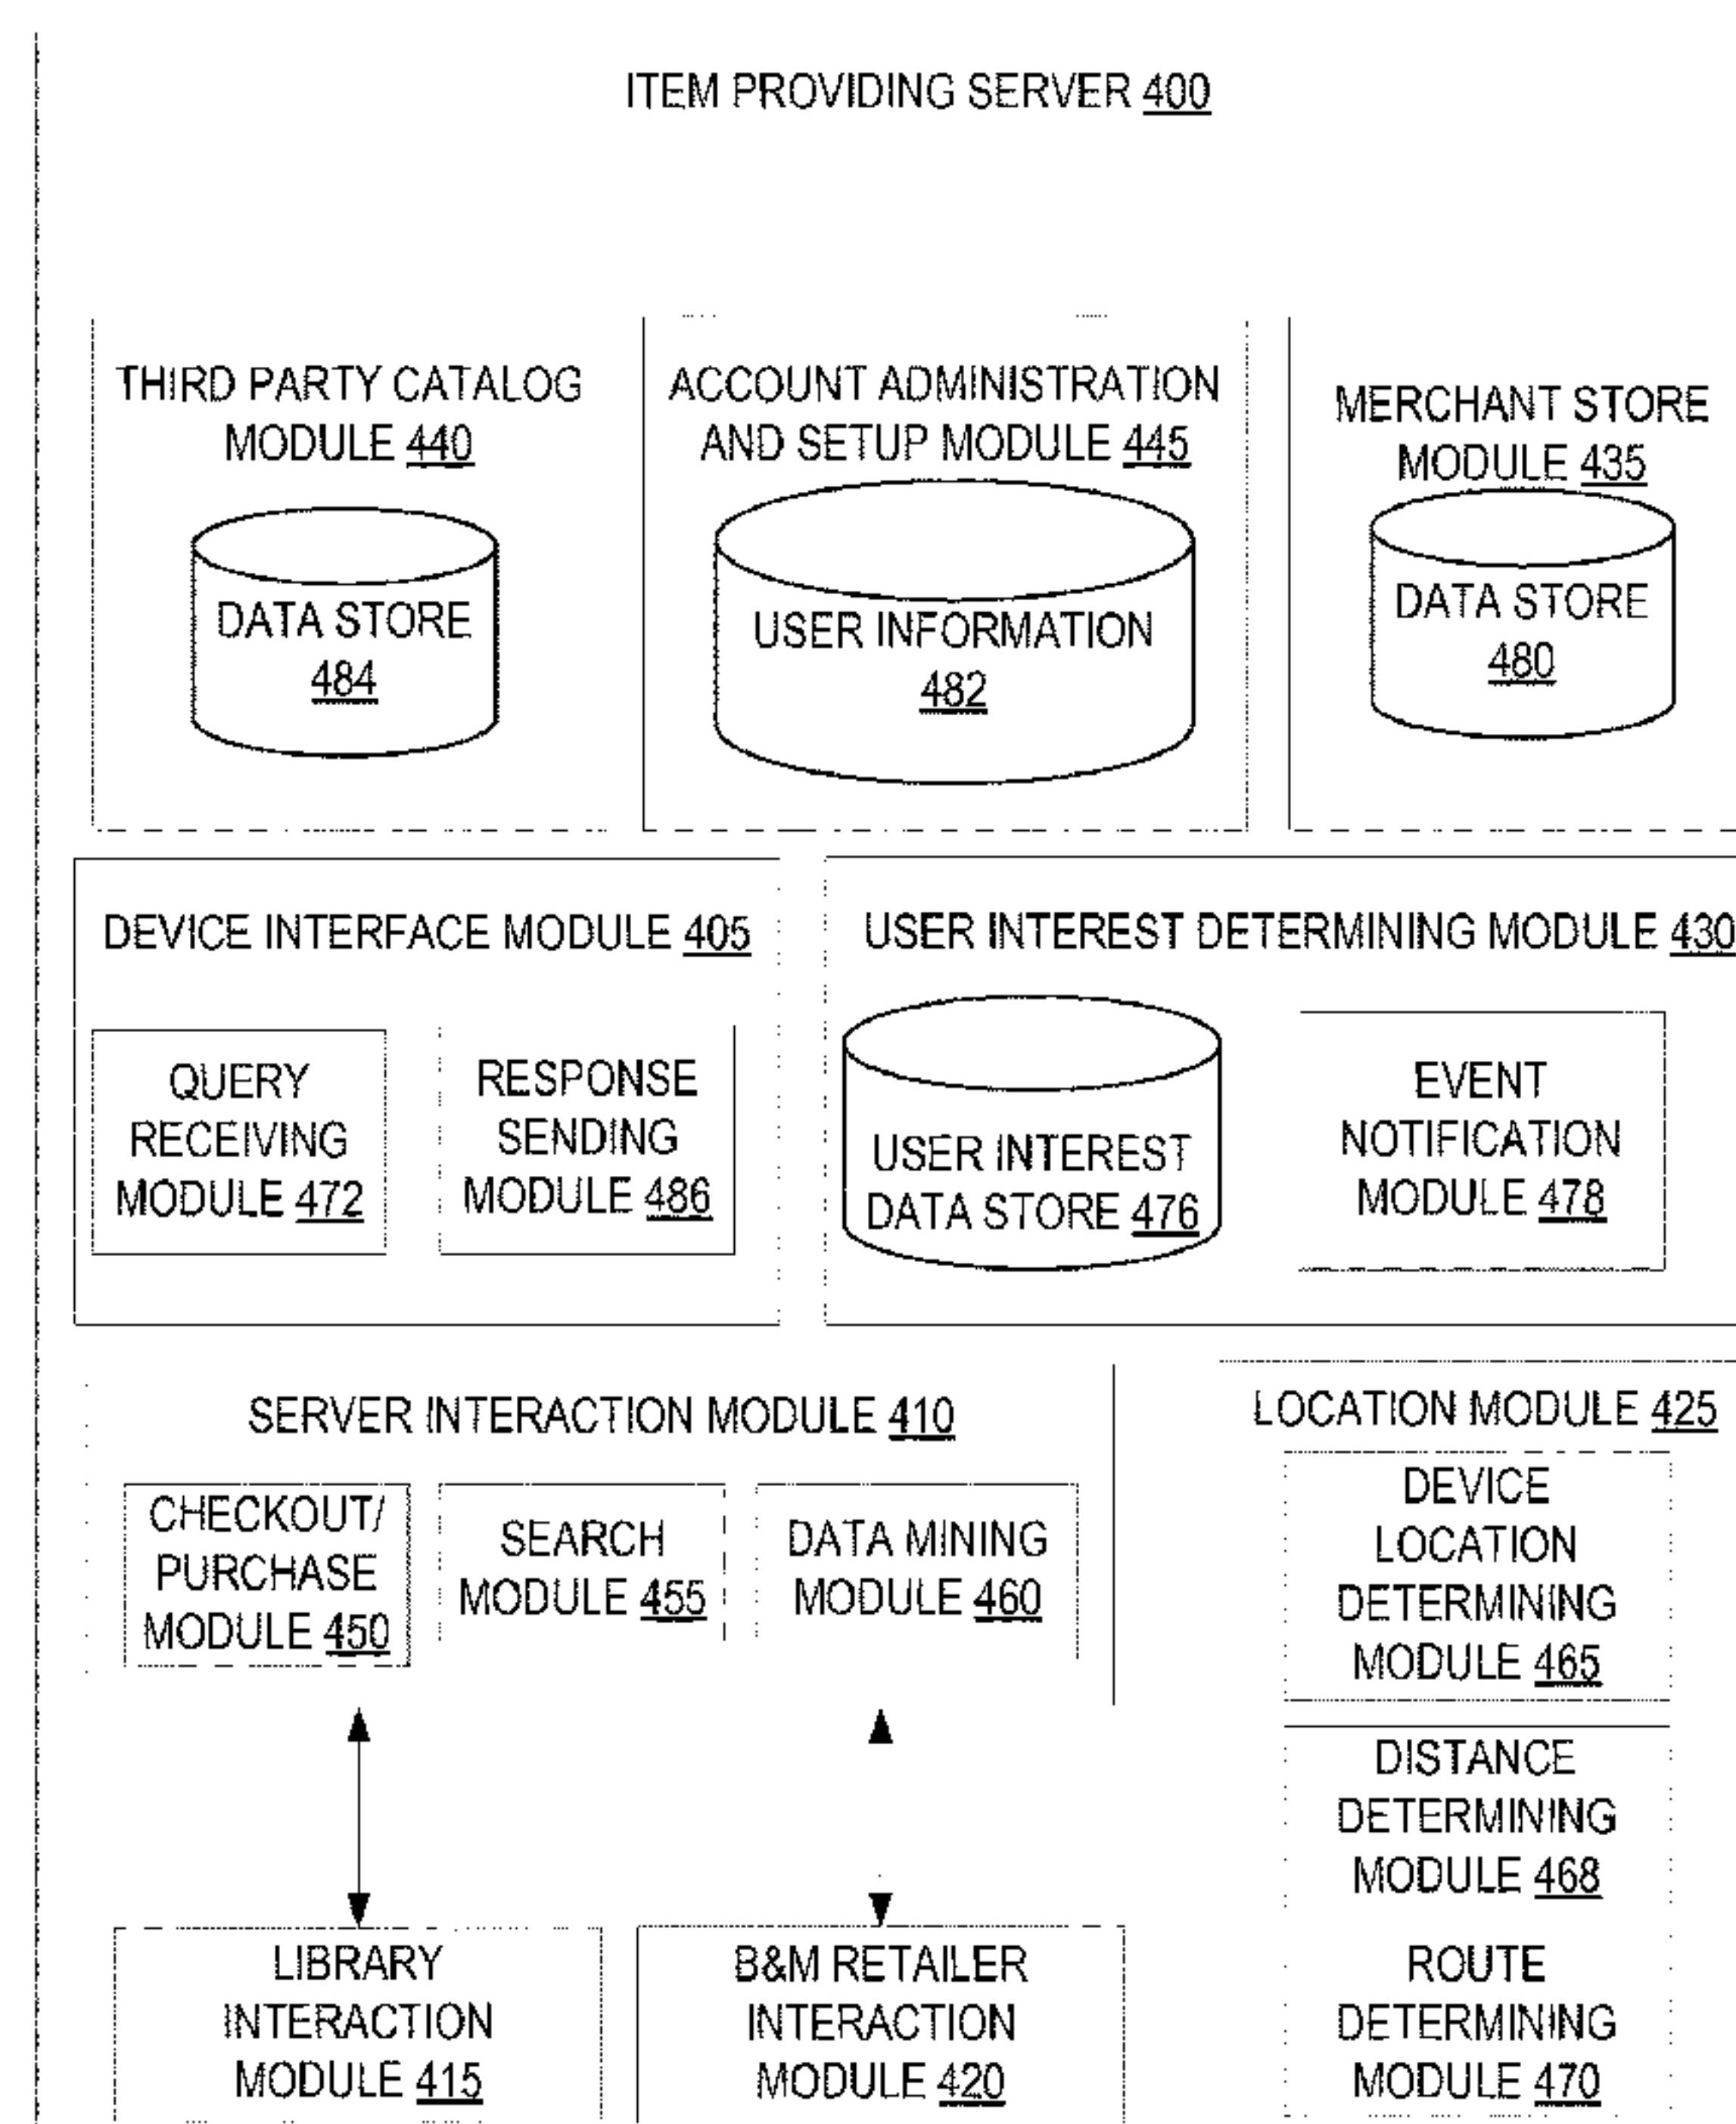 ITEM PROVIDING SERVER 400
THIRD PARTY CATALOG
MODULE 440
DATA STORE
484
ACCOUNT ADMINISTRATION
AND SETUP MODULE 445
USER INFORMATION
482
MERCHANT STORE
MODULE 435
DATA STORE
480
DEVICE INTERFACE MODULE 405
QUERY
RECEIVING
MODULE 472
RESPONSE
SENDING
MODULE 486
USER INTEREST DETERMINING MODULE 430
USER INTEREST
DATA STORE 476
EVENT
NOTIFICATION
MODULE 478
SERVER INTERACTION MODULE 410
CHECKOUT/
PURCHASE
MODULE 450
SEARCH
MODULE 455
DATA MINING
MODULE 460
LOCATION MODULE 425
DEVICE
LOCATION
DETERMINING
MODULE 465
DISTANCE
DETERMINING
MODULE 468
ROUTE
DETERMINING
MODULE 470
LIBRARY
INTERACTION
MODULE 415
B&M RETAILER
INTERACTION
MODULE 420